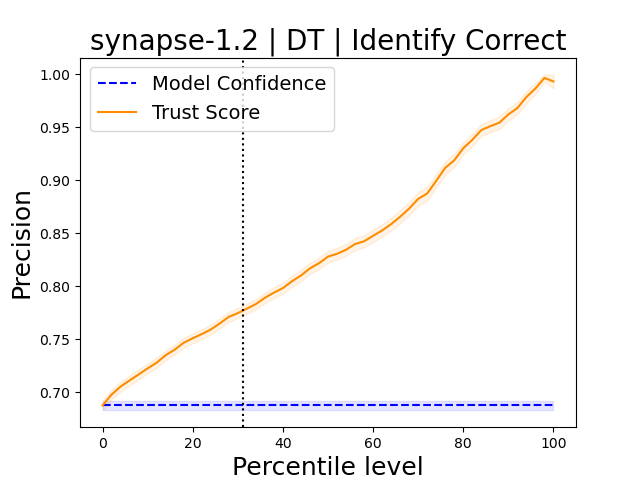 synapse-1.2 | DT | Identify Correct
Model Confidence
Trust Score
1.00
0.95
0.90
0.85
0.80
0.75
0.70
Precision
0
20
40
60
80
100
Percentile level